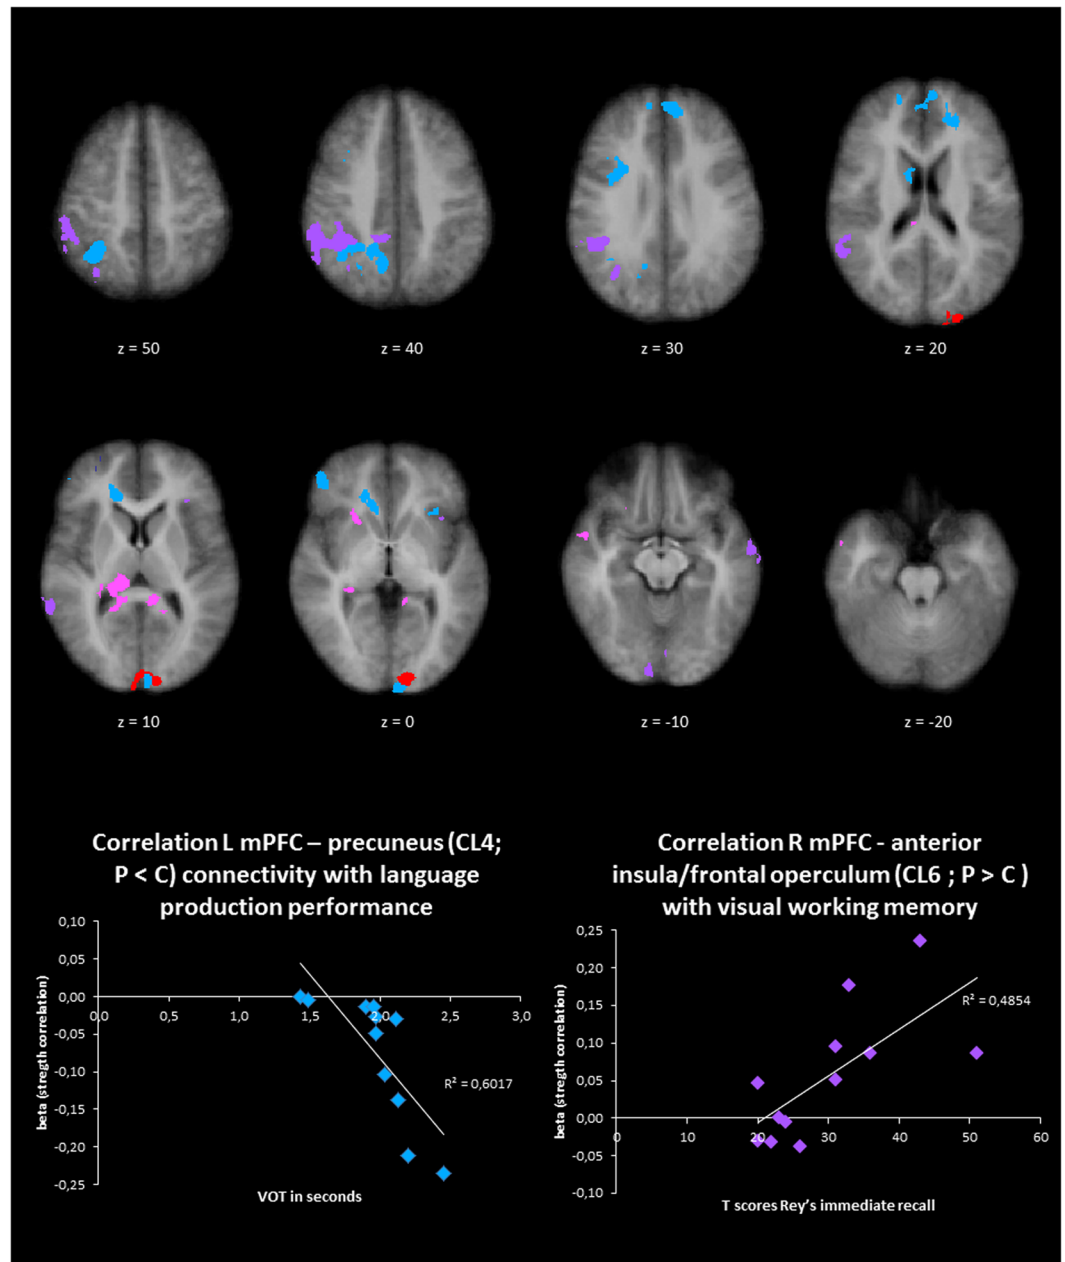 z = 50
z = 40
z = 30
z = 20
z = 10
z = 0
z = -10
z = -20
Correlation L mPFC – precuneus (CL4;
P < C) connectivity with language
production performance
0,10
0,05
0,00
-0,05
-0,10
-0,15
-0,20
-0,25
0,0
0,5
1,0
1,5
2,0
2,5
3,0
beta (stregth correlation)
R² = 0,6017
VOT in seconds
Correlation R mPFC - anterior
insula/frontal operculum (CL6 ; P > C )
with visual working memory
0,25
0,20
0,15
0,10
0,05
0,00
-0,05
-0,10
0
10
20
30
40
50
60
beta (stregth correlation)
R² = 0,4854
T scores Rey's immediate recall